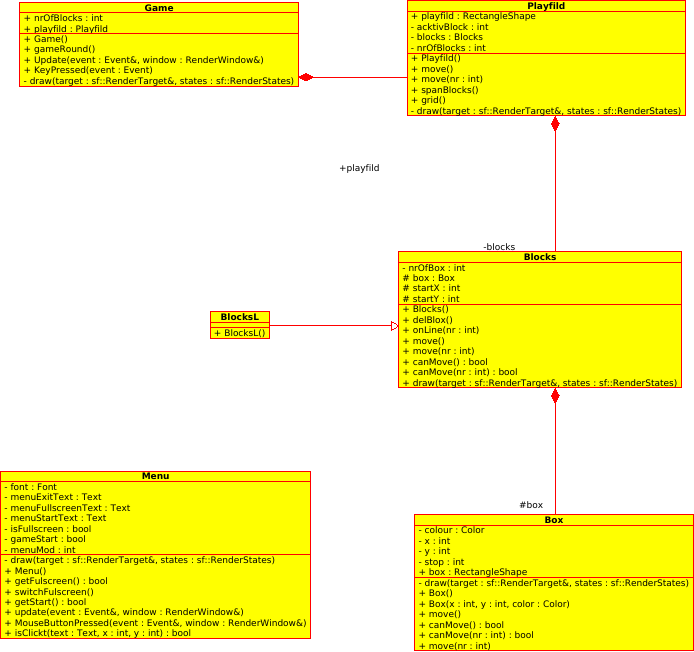 Game
+ nrOfBlocks : int
+ playfild : Playfild
+ Game()
+ gameRound()
+ Update(event : Event&, window : RenderWindow&)
+ KeyPressed(event : Event)
- draw(target : sf::RenderTarget&, states : sf::RenderStates)
Playfild
+ playfild : RectangleShape
- acktivBlock : int
- blocks : Blocks
- nrOfBlocks : int
+ Playfild()
+ move()
+ move(nr : int)
+ spanBlocks()
+ grid()
- draw(target : sf::RenderTarget&, states : sf::RenderStates)
+playfild
-blocks
Blocks
- nrOfBox : int
# box : Box
# startX : int
# startY : int
+ Blocks()
+ delBlox()
+ onLine(nr : int)
+ move()
+ move(nr : int)
+ canMove() : bool
+ canMove(nr : int) : bool
+ draw(target : sf::RenderTarget&, states : sf::RenderStates)
BlocksL
+ BlocksL()
Menu
- font : Font
- menuExitText : Text
- menuFullscreenText : Text
- menuStartText : Text
- isFullscreen : bool
- gameStart : bool
- menuMod : int
- draw(target : sf::RenderTarget&, states : sf::RenderStates)
+ Menu()
+ getFulscreen() : bool
+ switchFulscreen()
+ getStart() : bool
+ update(event : Event&, window : RenderWindow&)
+ MouseButtonPressed(event : Event&, window : RenderWindow&)
+ isClickt(text : Text, x : int, y : int) : bool
#box
Box
- colour : Color
- x : int
- y : int
- stop : int
+ box : RectangleShape
- draw(target : sf::RenderTarget&, states : sf::RenderStates)
+ Box()
+ Box(x : int, y : int, color : Color)
+ move()
+ canMove() : bool
+ canMove(nr : int) : bool
+ move(nr : int)